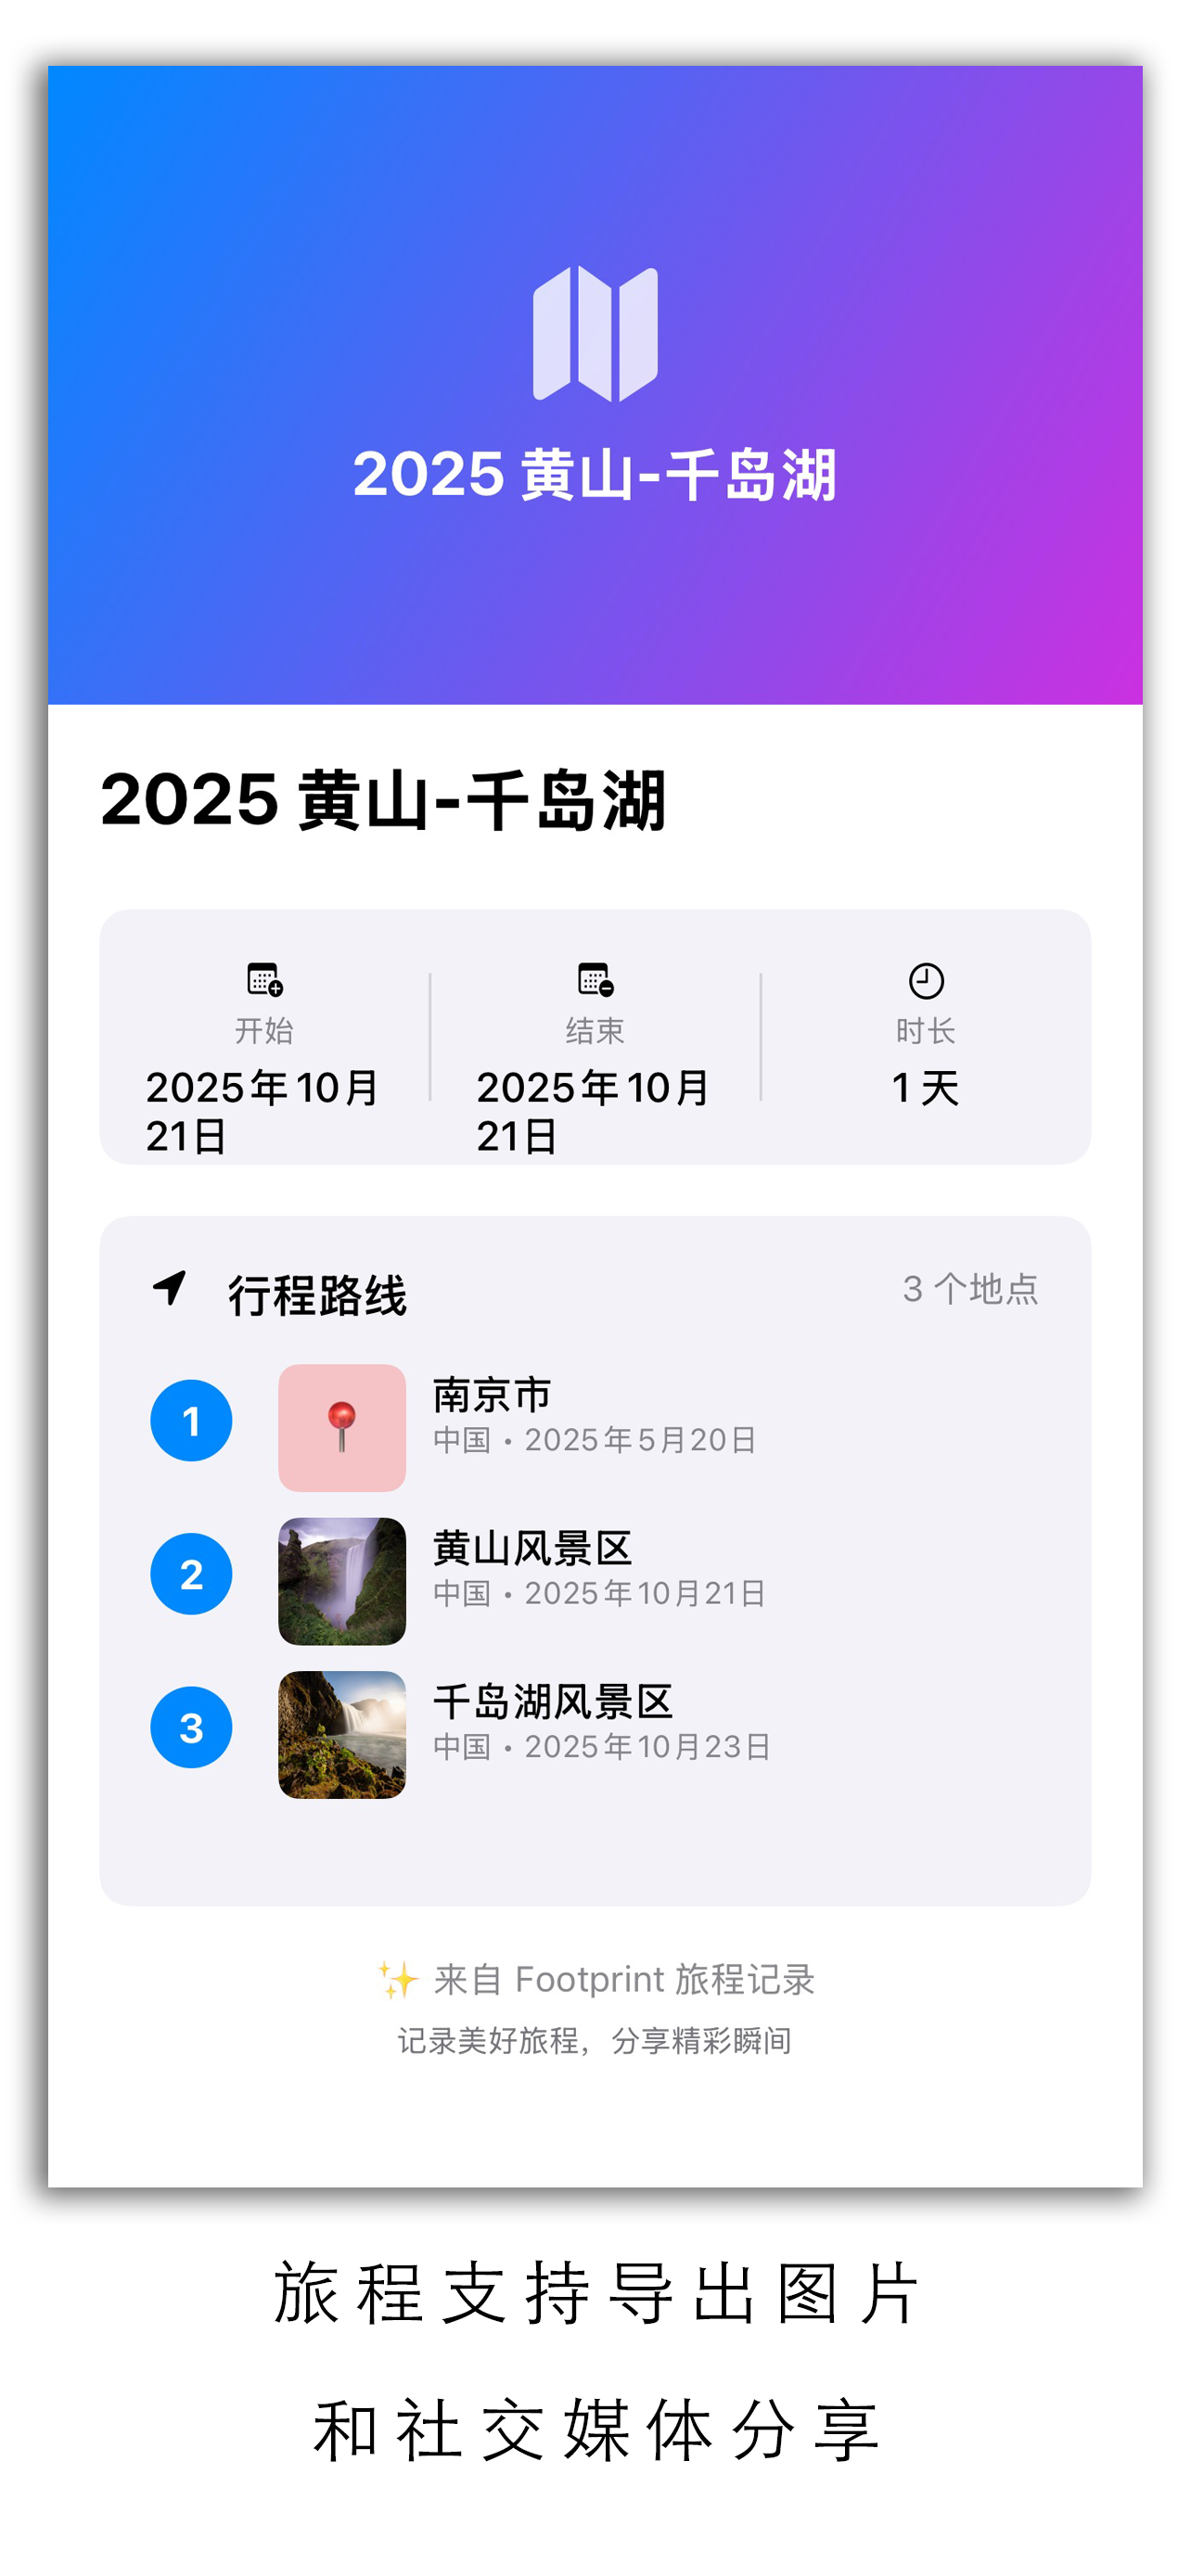 2025 黄山-千岛湖
2025 黄山-千岛湖
开始
2025年10月
21日
结束
2025年10月
21日
时长
1 天
行程路线
3 个地点
1
南京市
中国 • 2025年5月20日
2
黄山风景区
中国 • 2025年10月21日
3
千岛湖风景区
中国 • 2025年10月23日
✨ 来自 Footprint 旅程记录
记录美好旅程，分享精彩瞬间
旅程支持导出图片
和社交媒体分享